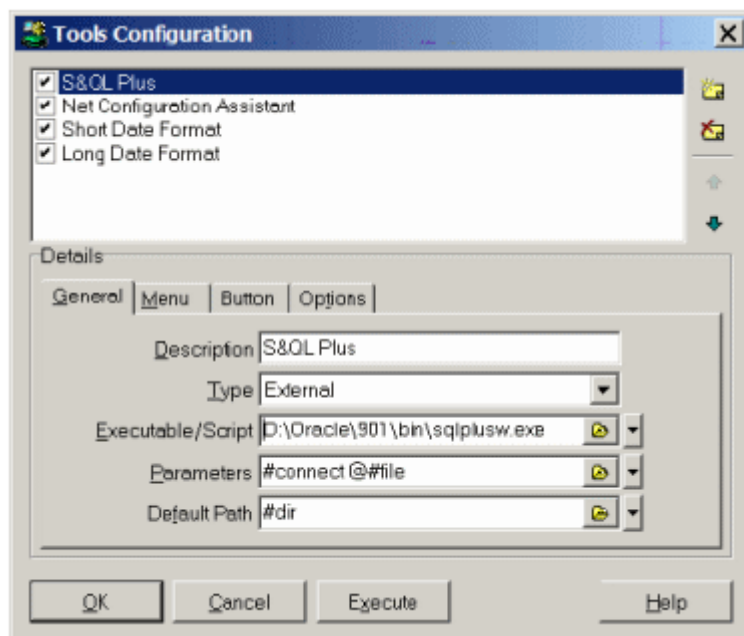 Tools Configuration
S&QL Plus
Net Configuration Assistant
Short Date Format
Long Date Format
Details
General Menu Button Options
Description S&QL Plus
Type External
Executable/Script D:\Oracle\901\bin\sqlplusw.exe
Parameters #connect @#file
Default Path #dir
OK Cancel Execute Help